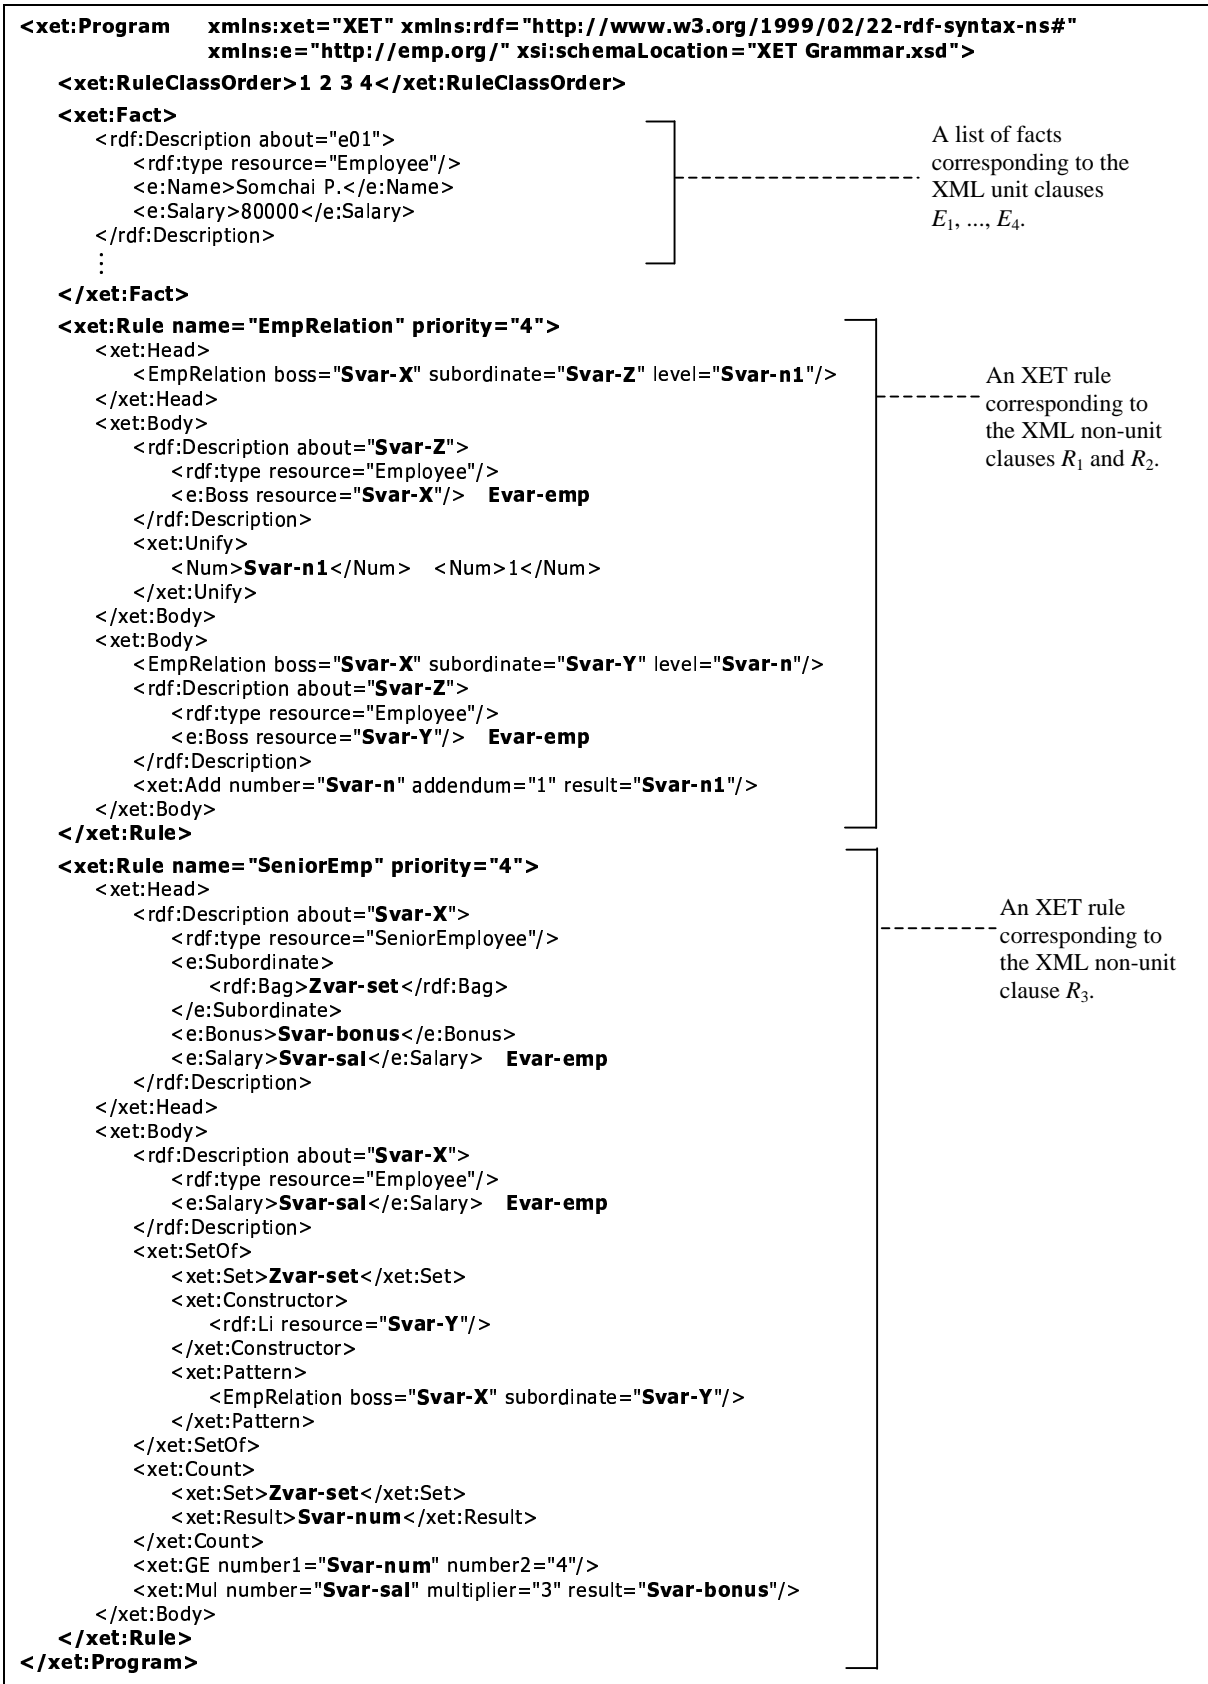 <xet:Program xmlns:xet="XET" xmlns:rdf="http://www.w3.org/1999/02/22-rdf-syntax-ns#"
xmlns:e="http://emp.org/" xsi:schemaLocation="XET Grammar.xsd">
<xet:RuleClassOrder>1 2 3 4</xet:RuleClassOrder>
<xet:Fact>
<rdf:Description about="e01">
<rdf:type resource="Employee"/>
<e:Name>Somchai P.</e:Name>
<e:Salary>80000</e:Salary>
</rdf:Description>
⋮
</xet:Fact>
A list of facts
corresponding to the
XML unit clauses
E1, ..., E4.
<xet:Rule name="EmpRelation" priority="4">
<xet:Head>
<EmpRelation boss="Svar-X" subordinate="Svar-Z" level="Svar-n1"/>
</xet:Head>
<xet:Body>
<rdf:Description about="Svar-Z">
<rdf:type resource="Employee"/>
<e:Boss resource="Svar-X"/> Evar-emp
</rdf:Description>
<xet:Unify>
<Num>Svar-n1</Num> <Num>1</Num>
</xet:Unify>
</xet:Body>
<xet:Body>
<EmpRelation boss="Svar-X" subordinate="Svar-Y" level="Svar-n"/>
<rdf:Description about="Svar-Z">
<rdf:type resource="Employee"/>
<e:Boss resource="Svar-Y"/> Evar-emp
</rdf:Description>
<xet:Add number="Svar-n" addendum="1" result="Svar-n1"/>
</xet:Body>
</xet:Rule>
An XET rule
corresponding to
the XML non-unit
clauses R1 and R2.
<xet:Rule name="SeniorEmp" priority="4">
<xet:Head>
<rdf:Description about="Svar-X">
<rdf:type resource="SeniorEmployee"/>
<e:Subordinate>
<rdf:Bag>Zvar-set</rdf:Bag>
</e:Subordinate>
<e:Bonus>Svar-bonus</e:Bonus>
<e:Salary>Svar-sal</e:Salary> Evar-emp
</rdf:Description>
</xet:Head>
<xet:Body>
<rdf:Description about="Svar-X">
<rdf:type resource="Employee"/>
<e:Salary>Svar-sal</e:Salary> Evar-emp
</rdf:Description>
<xet:SetOf>
<xet:Set>Zvar-set</xet:Set>
<xet:Constructor>
<rdf:Li resource="Svar-Y"/>
</xet:Constructor>
<xet:Pattern>
<EmpRelation boss="Svar-X" subordinate="Svar-Y"/>
</xet:Pattern>
</xet:SetOf>
<xet:Count>
<xet:Set>Zvar-set</xet:Set>
<xet:Result>Svar-num</xet:Result>
</xet:Count>
<xet:GE number1="Svar-num" number2="4"/>
<xet:Mul number="Svar-sal" multiplier="3" result="Svar-bonus"/>
</xet:Body>
</xet:Rule>
</xet:Program>
An XET rule
corresponding to
the XML non-unit
clause R3.